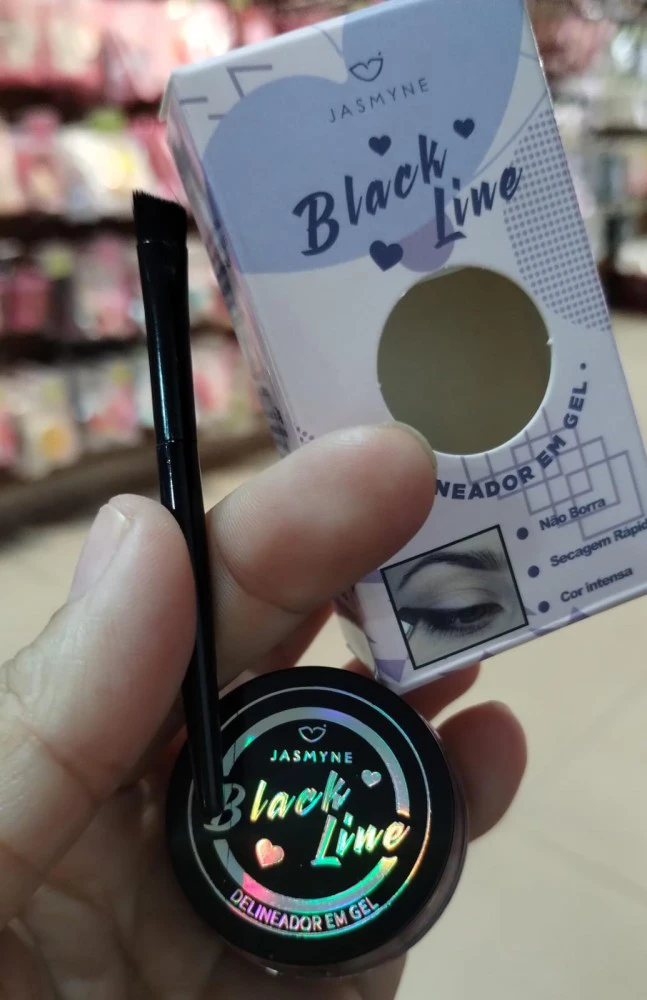 JASMYNE
Black
Line
NEADOR EM GEL •
Não Borra
Secagem Rápid
Cor intensa
JASMYNE
Black
Line
DELINEADOR EM GEL